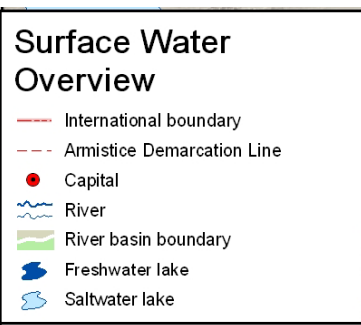 Surface Water
Overview
International boundary
Armistice Demarcation Line
Capital
River
River basin boundary
Freshwater lake
Saltwater lake